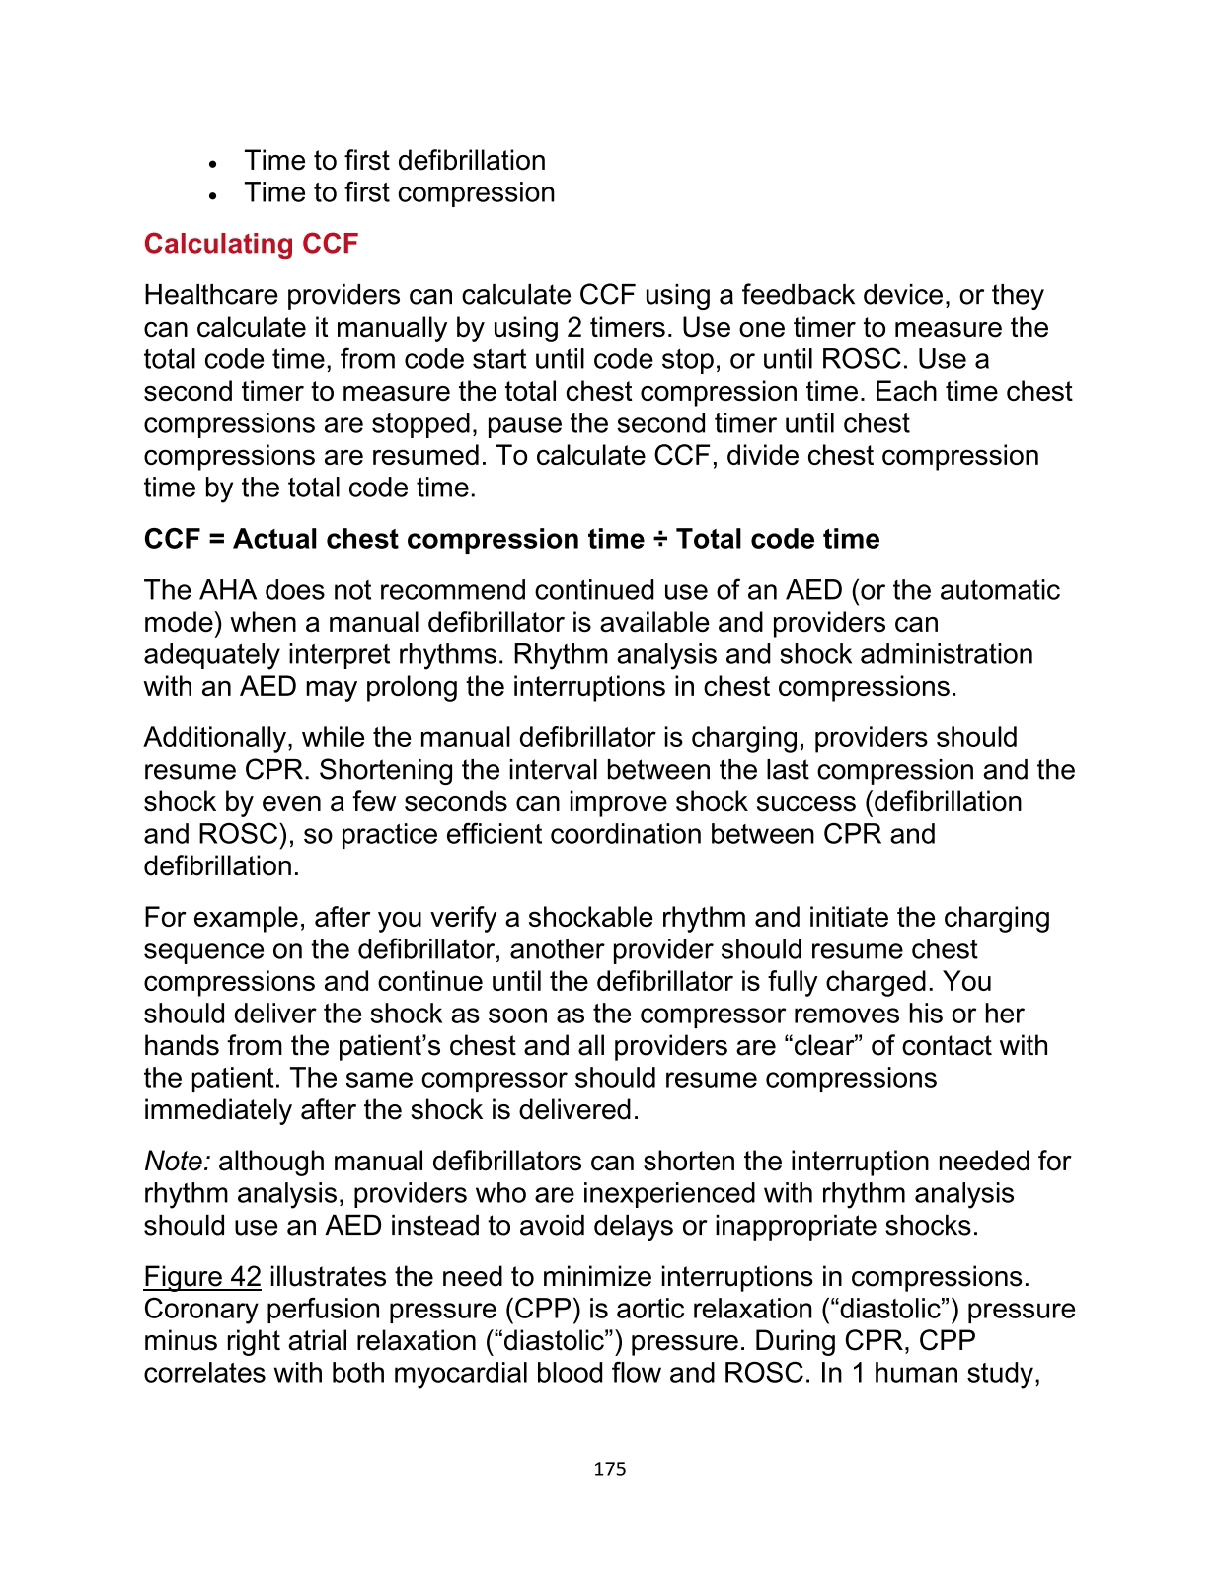 • Time to first defibrillation
• Time to first compression
Calculating CCF
Healthcare providers can calculate CCF using a feedback device, or they
can calculate it manually by using 2 timers. Use one timer to measure the
total code time, from code start until code stop, or until ROSC. Use a
second timer to measure the total chest compression time. Each time chest
compressions are stopped, pause the second timer until chest
compressions are resumed. To calculate CCF, divide chest compression
time by the total code time.
CCF = Actual chest compression time ÷ Total code time
The AHA does not recommend continued use of an AED (or the automatic
mode) when a manual defibrillator is available and providers can
adequately interpret rhythms. Rhythm analysis and shock administration
with an AED may prolong the interruptions in chest compressions.
Additionally, while the manual defibrillator is charging, providers should
resume CPR. Shortening the interval between the last compression and the
shock by even a few seconds can improve shock success (defibrillation
and ROSC), so practice efficient coordination between CPR and
defibrillation.
For example, after you verify a shockable rhythm and initiate the charging
sequence on the defibrillator, another provider should resume chest
compressions and continue until the defibrillator is fully charged. You
should deliver the shock as soon as the compressor removes his or her
hands from the patient’s chest and all providers are “clear” of contact with
the patient. The same compressor should resume compressions
immediately after the shock is delivered.
Note: although manual defibrillators can shorten the interruption needed for
rhythm analysis, providers who are inexperienced with rhythm analysis
should use an AED instead to avoid delays or inappropriate shocks.
Figure 42 illustrates the need to minimize interruptions in compressions.
Coronary perfusion pressure (CPP) is aortic relaxation (“diastolic”) pressure
minus right atrial relaxation (“diastolic”) pressure. During CPR, CPP
correlates with both myocardial blood flow and ROSC. In 1 human study,
175